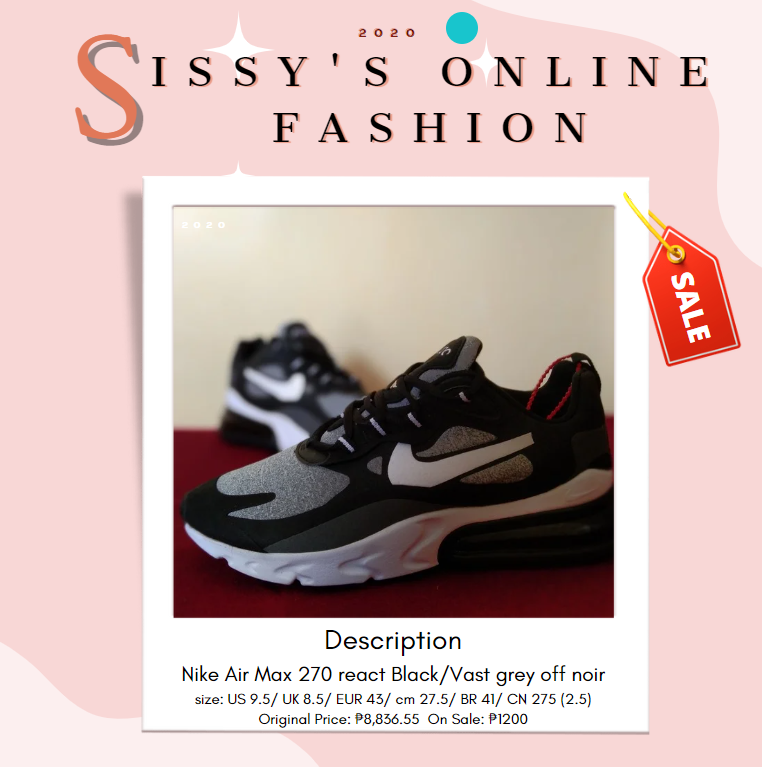 2020
SISSY'S ONLINE
FASHION
2020
SALE
Description
Nike Air Max 270 react Black/Vast grey off noir
size: US 9.5/ UK 8.5/ EUR 43/ cm 27.5/ BR 41/ CN 275 (2.5)
Original Price: ₱8,836.55 On Sale: ₱1200